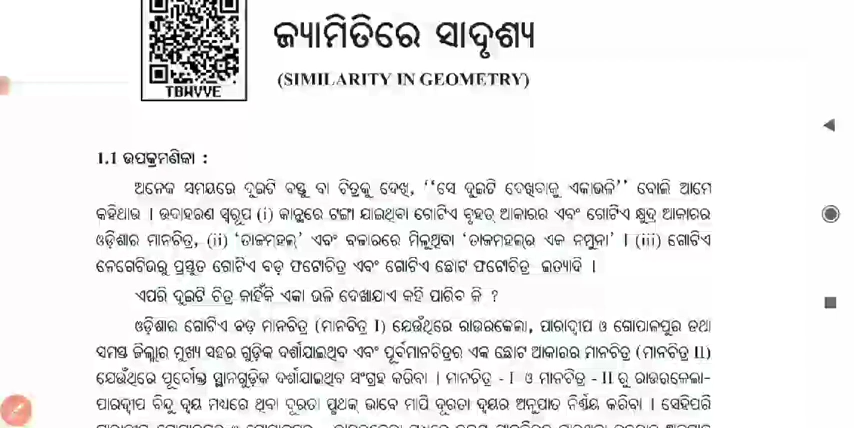 ଜ୍ୟାମିତିରେ ସାଦୃଶ୍ୟ
TBWVVE
(SIMILARITY IN GEOMETRY)
1.1 ଉପକ୍ରମଣିକା :
ଅନେକ ସମୟରେ ଦୁଇଟି ବସ୍ତୁ ବା ଚିତ୍ରକୁ ଦେଖି, ‘‘ସେ ଦୁଇଟି ଦେଖିବାକୁ ଏକାଭଳି’’ ବୋଲି ଆମେ
କହିଥାଉ । ଉଦାହରଣ ସ୍ୱରୂପ (i) କାନ୍ଥରେ ଟଙ୍ଗା ଯାଇଥିବା ଗୋଟିଏ ବୃହତ୍ ଆକାରର ଏବଂ ଗୋଟିଏ କ୍ଷୁଦ୍ର ଆକାରର
ଓଡ଼ିଶାର ମାନଚିତ୍ର, (ii) ‘ତାଜମହଲ୍’ ଏବଂ ବଜାରରେ ମିଳୁଥିବା ‘ତାଜମହଲ୍‌ର ଏକ ନମୁନା’ । (iii) ଗୋଟିଏ
ନେଗେଟିଭରୁ ପ୍ରସ୍ତୁତ ଗୋଟିଏ ବଡ଼ ଫଟୋଚିତ୍ର ଏବଂ ଗୋଟିଏ ଛୋଟ ଫଟୋଚିତ୍ର ଇତ୍ୟାଦି ।
ଏପରି ଦୁଇଟି ଚିତ୍ର କାହିଁକି ଏକା ଭଳି ଦେଖାଯାଏ କହି ପାରିବ କି ?
ଓଡ଼ିଶାର ଗୋଟିଏ ବଡ଼ ମାନଚିତ୍ର (ମାନଚିତ୍ର I) ଯେଉଁଥିରେ ରାଉରକେଲା, ପାରାଦ୍ୱୀପ ଓ ଗୋପାଳପୁର ତଥା
ସମସ୍ତ ଜିଲ୍ଲାର ମୁଖ୍ୟ ସହର ଗୁଡ଼ିକ ଦର୍ଶାଯାଇଥିବ ଏବଂ ପୂର୍ବମାନଚିତ୍ରର ଏକ ଛୋଟ ଆକାରର ମାନଚିତ୍ର (ମାନଚିତ୍ର II)
ଯେଉଁଥିରେ ପୂର୍ବୋକ୍ତ ସ୍ଥାନଗୁଡ଼ିକ ଦର୍ଶାଯାଇଥିବ ସଂଗ୍ରହ କରିବା । ମାନଚିତ୍ର - I ଓ ମାନଚିତ୍ର - II ରୁ ରାଉରକେଲା-
ପାରଦ୍ୱୀପ ବିନ୍ଦୁ ଦ୍ୱୟ ମଧ୍ୟରେ ଥିବା ଦୂରତା ପୃଥକ୍ ଭାବେ ମାପି ଦୂରତା ଦ୍ୱୟର ଅନୁପାତ ନିର୍ଣ୍ଣୟ କରିବା । ସେହିପରି